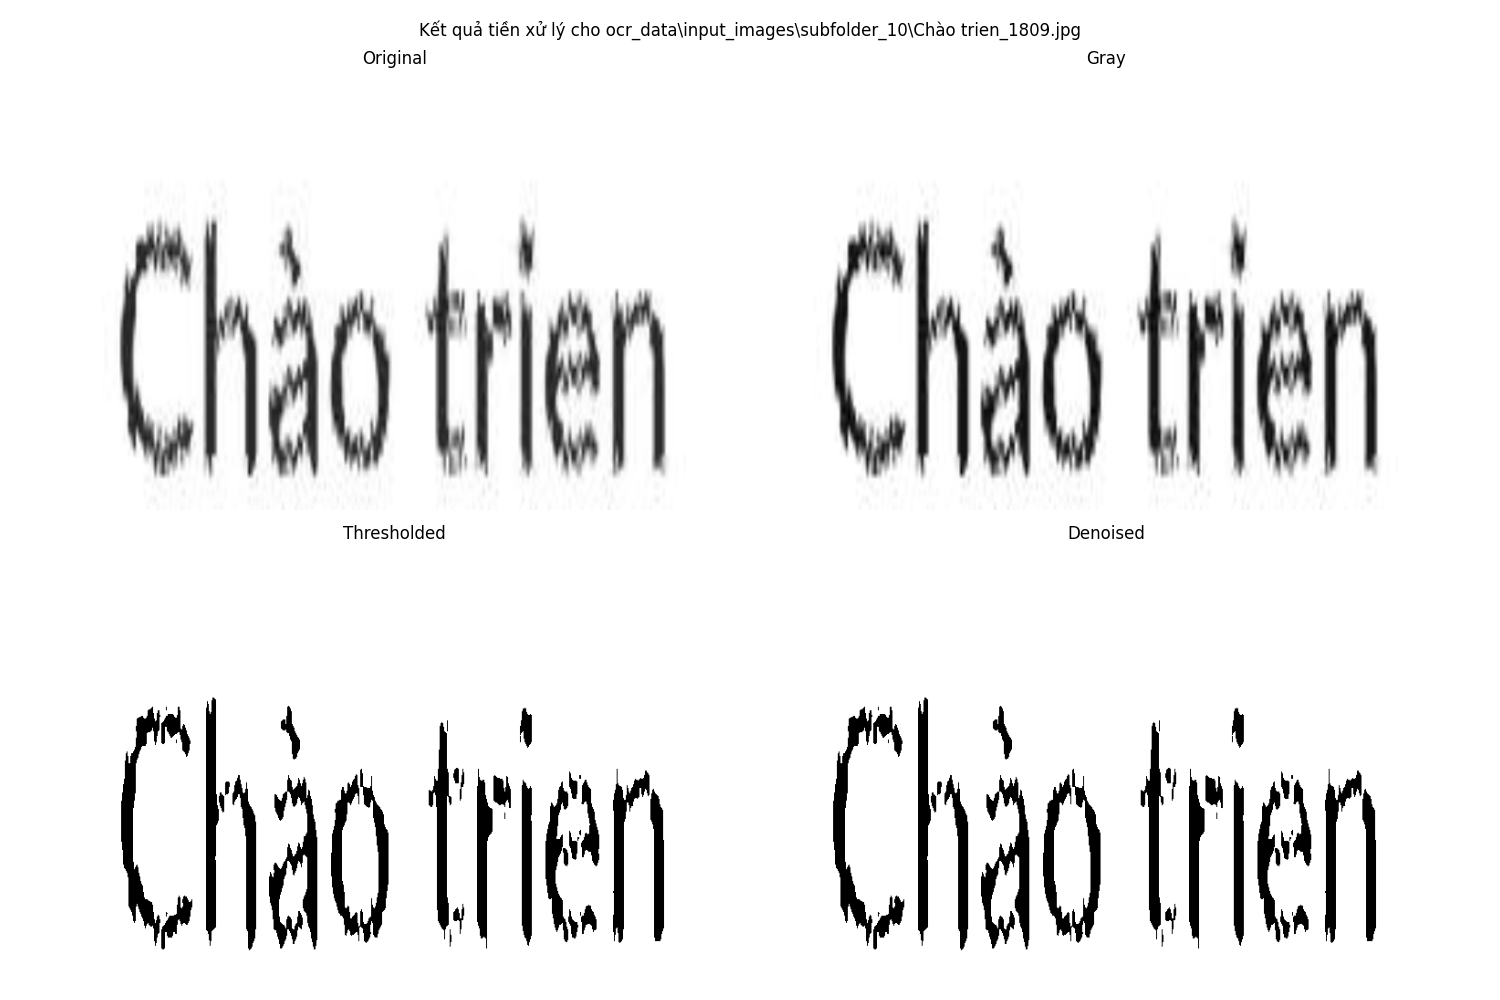 Kết quả tiền xử lý cho ocr_data\input_images\subfolder_10\Chào trien_1809.jpg
Original
Gray
Chào trien
Chào trien
Thresholded
Denoised
Chào trien
Chào trien